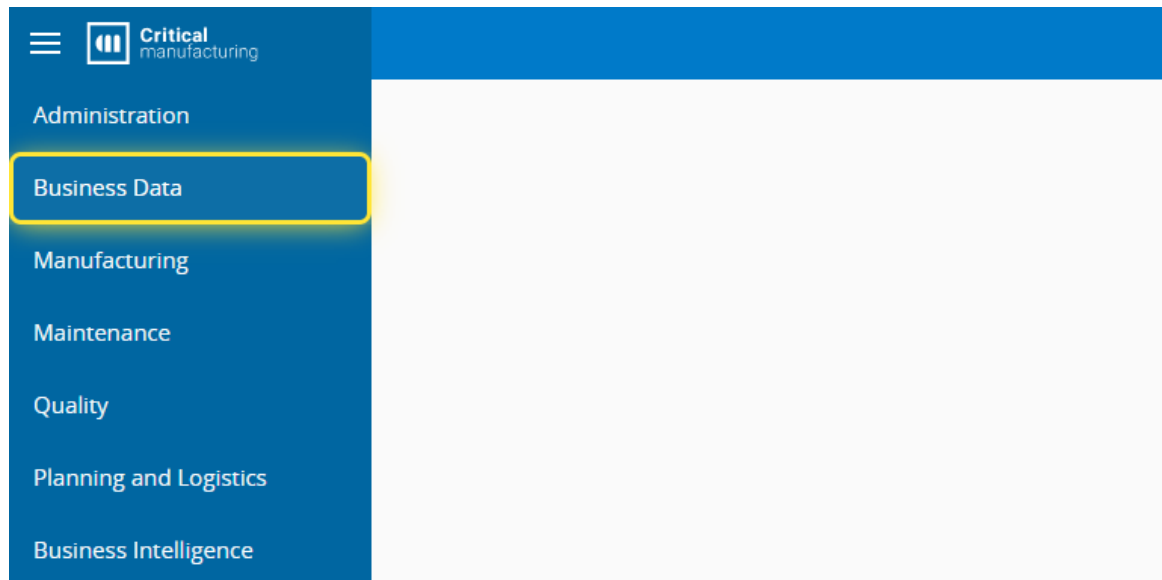 Critical
manufacturing
Administration
Business Data
Manufacturing
Maintenance
Quality
Planning and Logistics
Business Intelligence